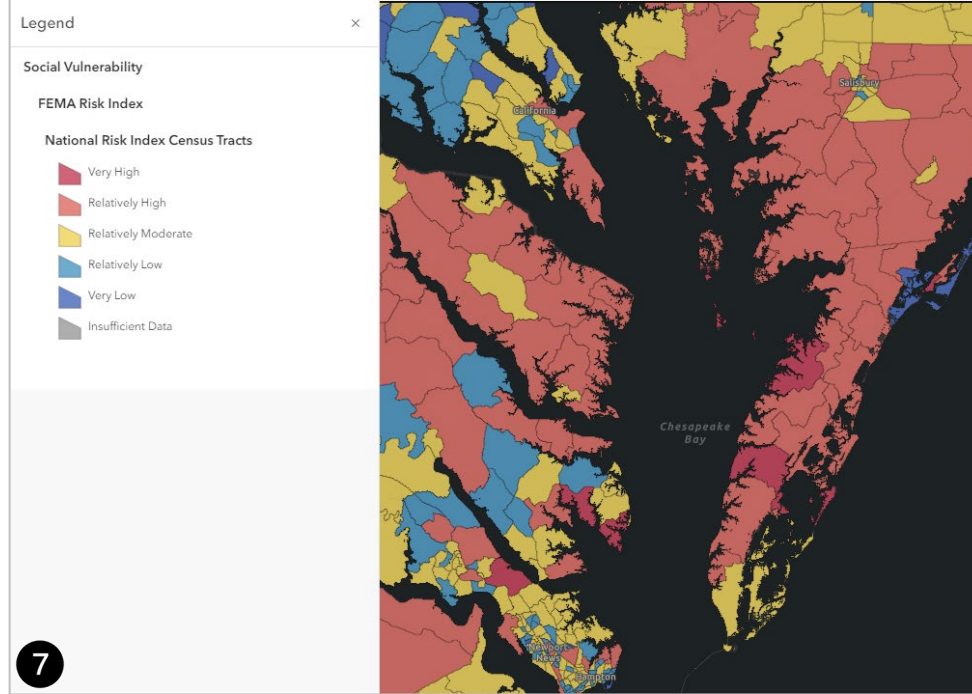 Legend ×
Social Vulnerability
FEMA Risk Index
National Risk Index Census Tracts
Very High
Relatively High
Relatively Moderate
Relatively Low
Very Low
Insufficient Data
7
Salisbury
California
Chesapeake
Bay
Newport
News
Hampton